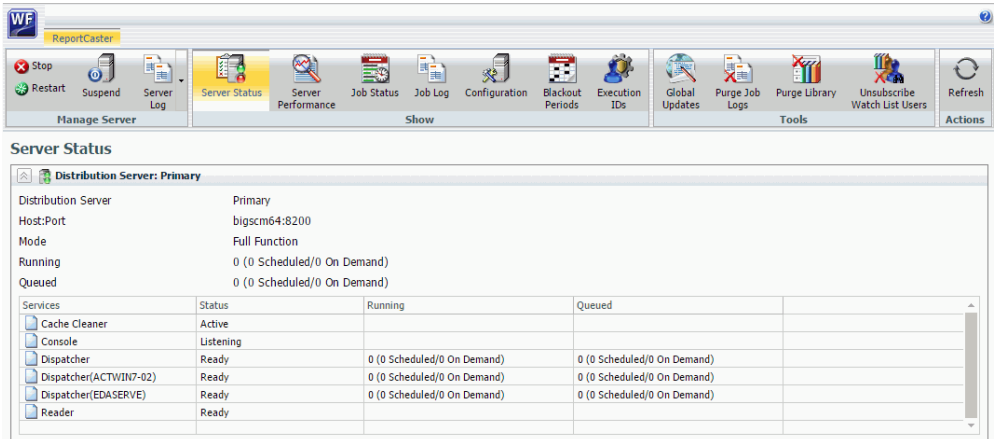 WF
?
ReportCaster
Stop
Restart
Suspend
Server Log
Server Status
Server Performance
Job Status
Job Log
Configuration
Blackout Periods
Execution IDs
Global Updates
Purge Job Logs
Purge Library
Unsubscribe Watch List Users
Refresh
Manage Server
Show
Tools
Actions
Server Status
Distribution Server: Primary
Distribution Server Primary
Host:Port bigscm64:8200
Mode Full Function
Running 0 (0 Scheduled/0 On Demand)
Queued 0 (0 Scheduled/0 On Demand)
Services Status Running Queued
Cache Cleaner Active
Console Listening
Dispatcher Ready 0 (0 Scheduled/0 On Demand) 0 (0 Scheduled/0 On Demand)
Dispatcher(ACTWIN7-02) Ready 0 (0 Scheduled/0 On Demand) 0 (0 Scheduled/0 On Demand)
Dispatcher(EDASERVE) Ready 0 (0 Scheduled/0 On Demand) 0 (0 Scheduled/0 On Demand)
Reader Ready